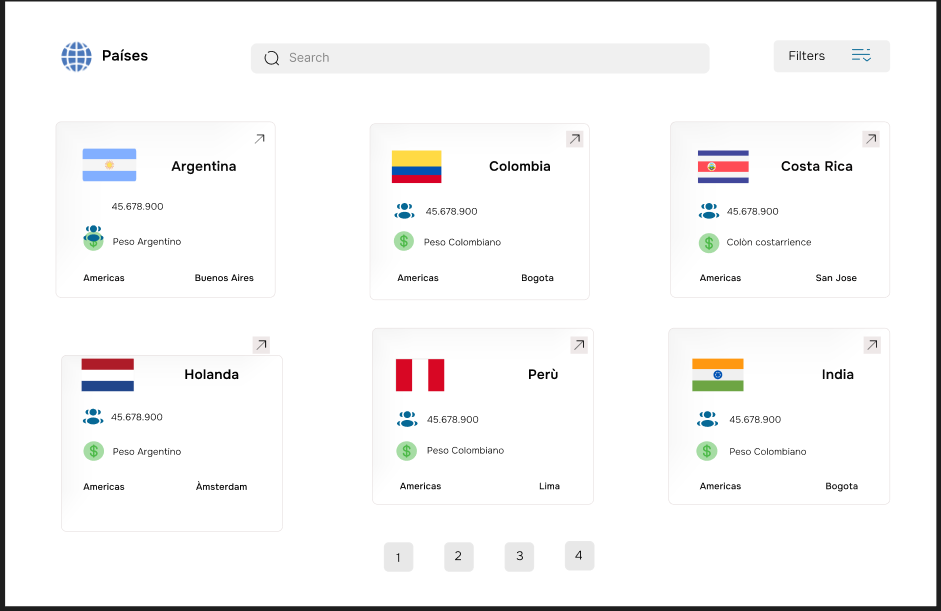 Países
Search
Filters
Argentina
45.678.900
Peso Argentino
Americas
Buenos Aires
Colombia
45.678.900
Peso Colombiano
Americas
Bogota
Costa Rica
45.678.900
Colòn costarrience
Americas
San Jose
Holanda
45.678.900
Peso Argentino
Americas
Àmsterdam
Perù
45.678.900
Peso Colombiano
Americas
Lima
India
45.678.900
Peso Colombiano
Americas
Bogota
1
2
3
4